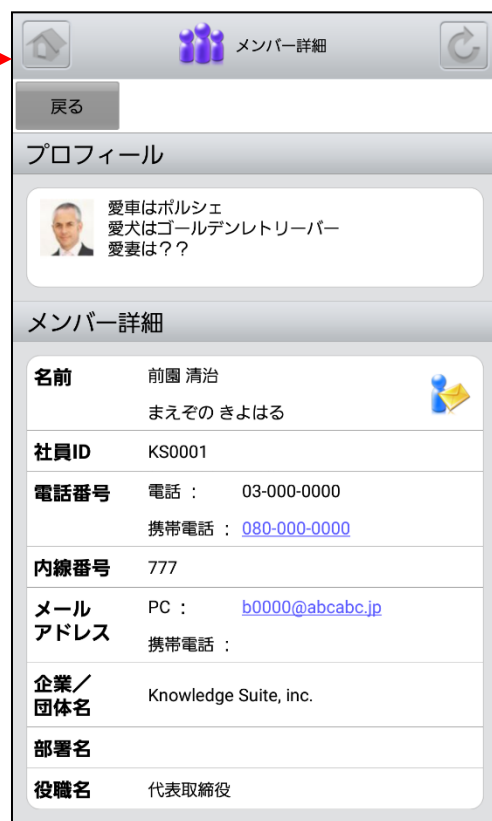 メンバー詳細
戻る
プロフィール
愛車はポルシェ
愛犬はゴールデンレトリーバー
愛妻は？？
メンバー詳細
名前 前園 清治
まえぞの きよはる
社員ID KS0001
電話番号 電話 ： 03-000-0000
携帯電話 ： 080-000-0000
内線番号 777
メール
アドレス
PC ： b0000@abcabc.jp
携帯電話 ：
企業／
団体名
Knowledge Suite, inc.
部署名
役職名 代表取締役